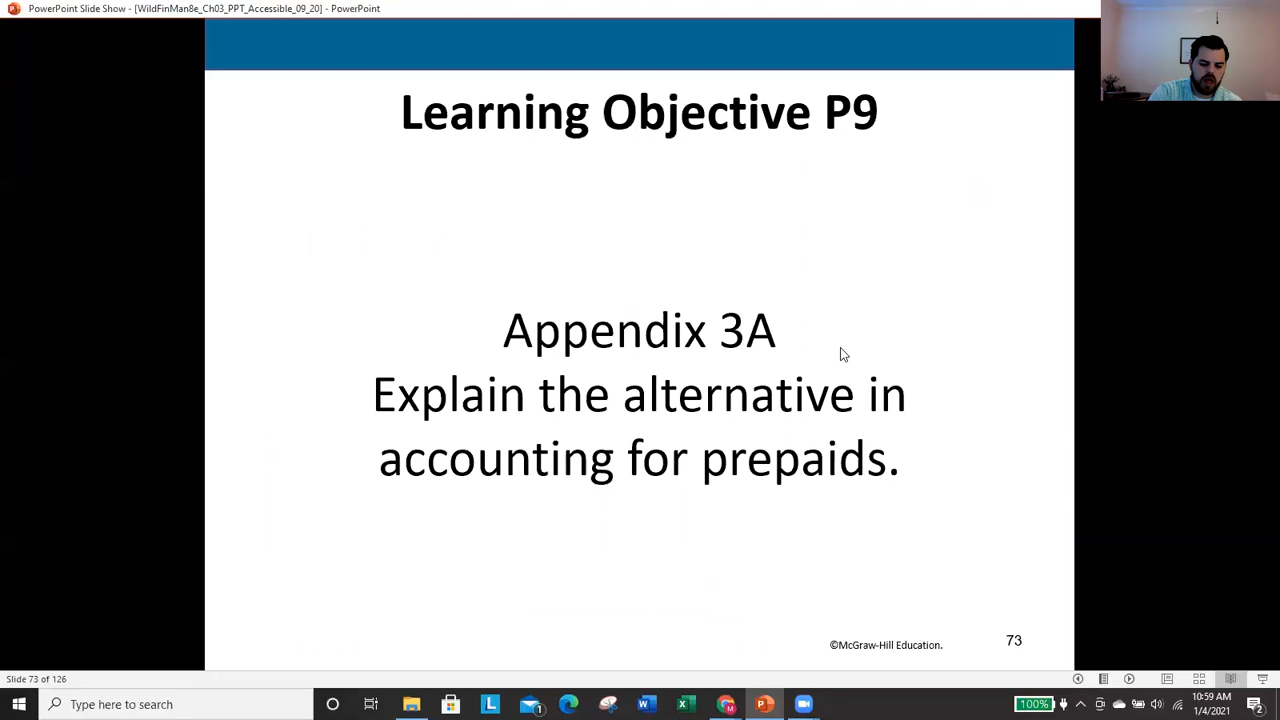 PowerPoint Slide Show - [WildFinMan8e_Ch03_PPT_Accessible_09_20] - PowerPoint
Learning Objective P9
Appendix 3A
Explain the alternative in
accounting for prepaids.
©McGraw-Hill Education.
73
Slide 73 of 126
Type here to search
100%
10:59 AM
1/4/2021